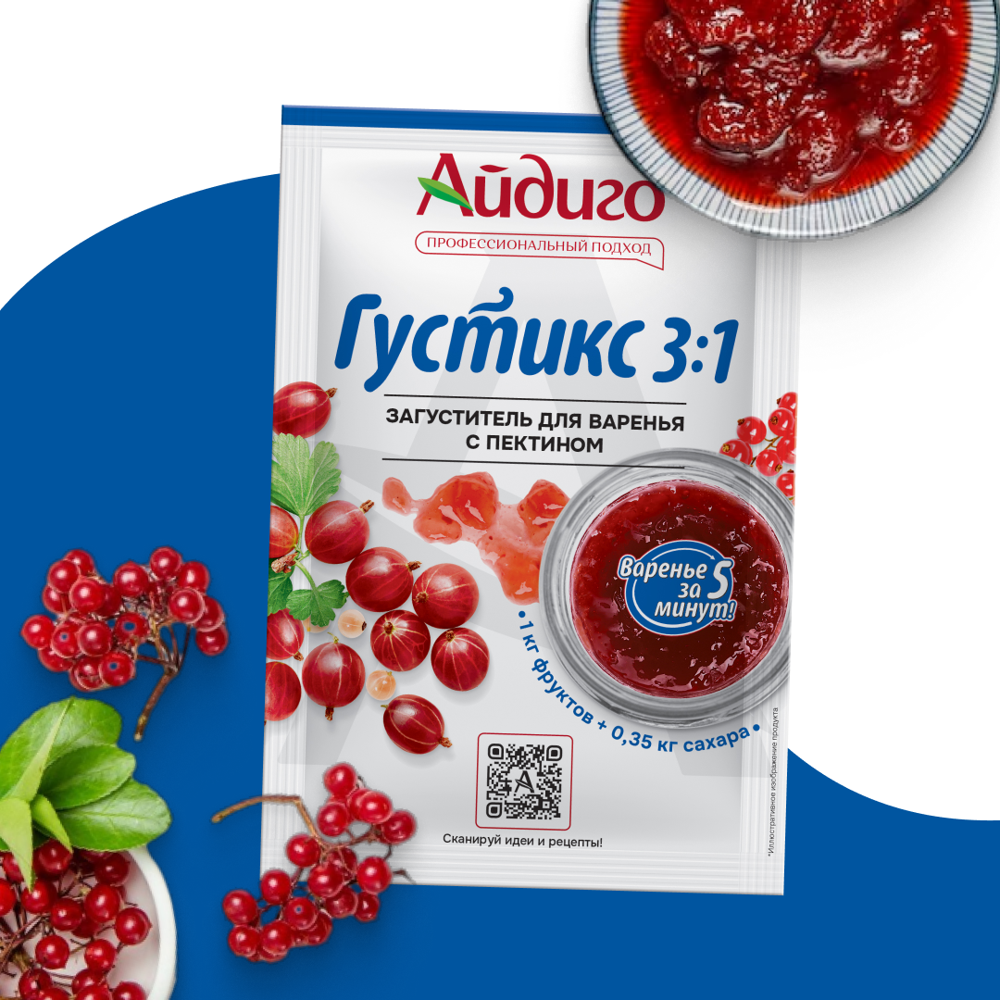 Айдиго
ПРОФЕССИОНАЛЬНЫЙ ПОДХОД
Густикс 3:1
ЗАГУСТИТЕЛЬ ДЛЯ ВАРЕНЬЯ
С ПЕКТИНОМ
Варенье 5
за
минут!
• 1 кг фруктов + 0,35 кг сахара •
Сканируй идеи и рецепты!
*Иллюстративное изображение продукта